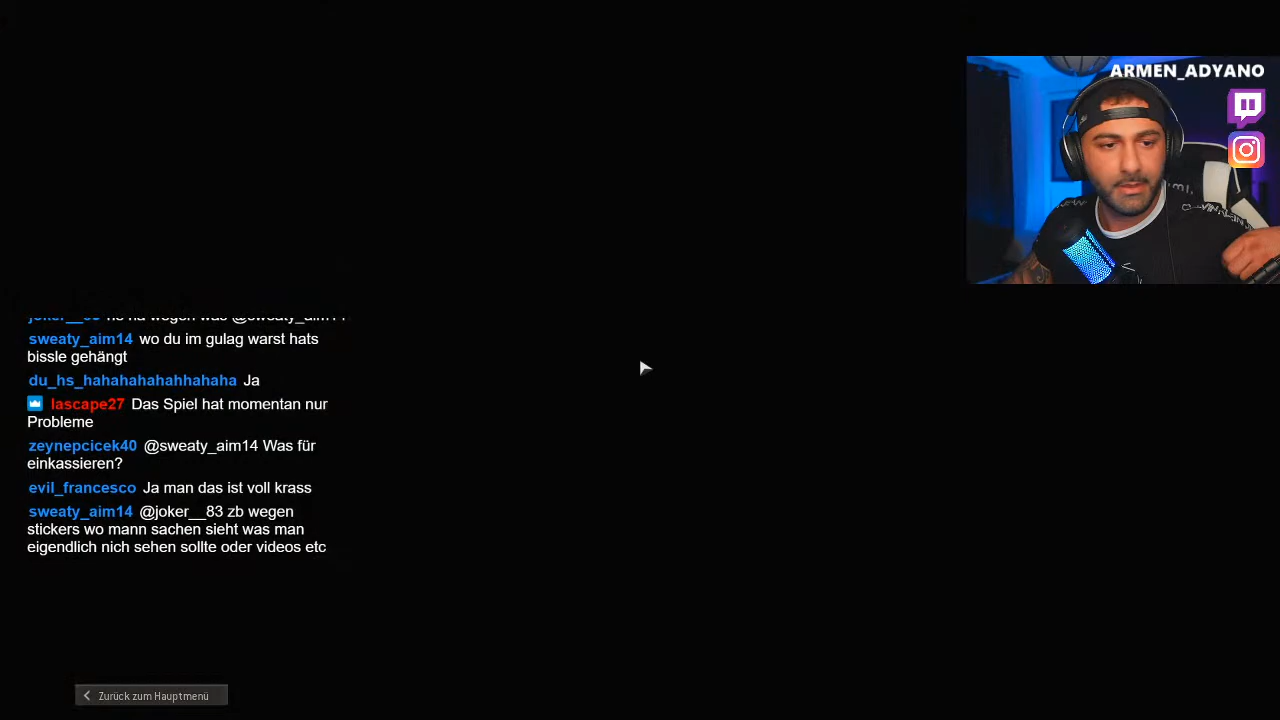 ARMEN_ADYANO
sweaty_aim14 wo du im gulag warst hats
bissle gehängt
du_hs_hahahahahahhahaha Ja
lascape27 Das Spiel hat momentan nur
Probleme
zeynepcicek40 @sweaty_aim14 Was für
einkassieren?
evil_francesco Ja man das ist voll krass
sweaty_aim14 @joker__83 zb wegen
stickers wo mann sachen sieht was man
eigendlich nich sehen sollte oder videos etc
Zurück zum Hauptmenü